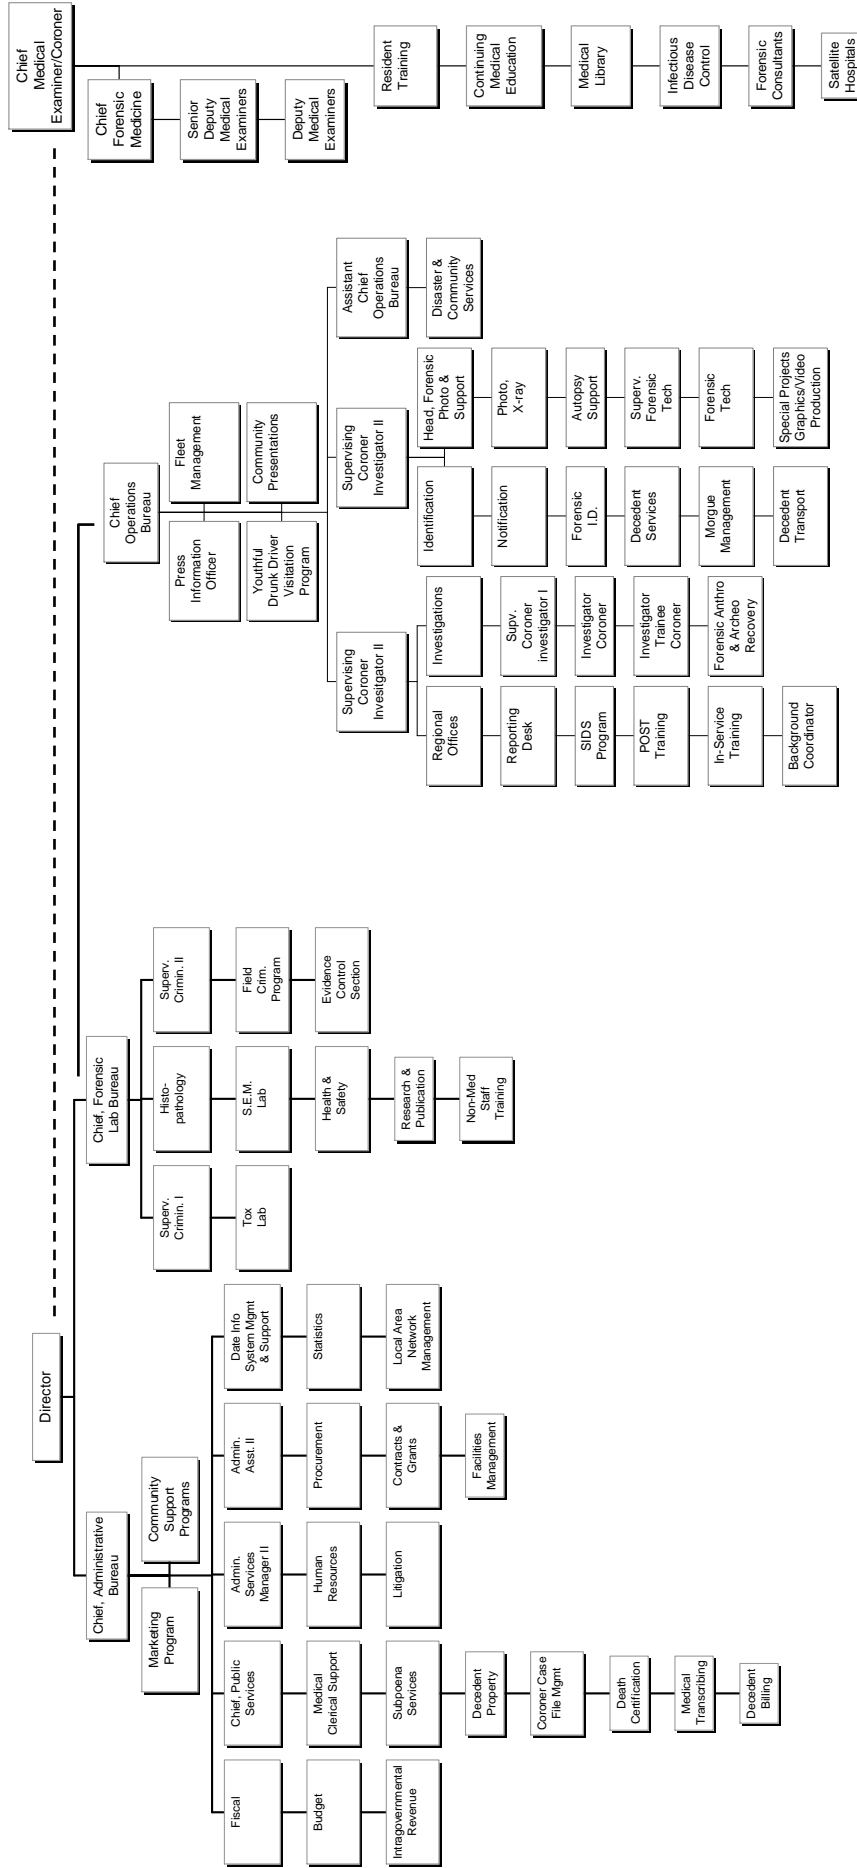 Director
Chief
Medical
Examiner/Coroner
Chief, Administrative
Bureau
Marketing
Program
Community
Support
Programs
Fiscal
Budget
Intragovernmental
Revenue
Chief, Public
Services
Medical
Clerical Support
Subpoena
Services
Decedent
Property
Coroner Case
File Mgmt
Death
Certification
Medical
Transcribing
Decedent
Billing
Admin.
Services
Manager II
Human
Resources
Litigation
Admin.
Asst. II
Procurement
Contracts &
Grants
Facilities
Management
Date Info
System Mgmt
& Support
Statistics
Local Area
Network
Management
Chief, Forensic
Lab Bureau
Superv.
Crimin. I
Tox
Lab
Histo-
pathology
S.E.M.
Lab
Health &
Safety
Research &
Publication
Non-Med
Staff
Training
Superv.
Crimin. II
Field
Crim.
Program
Evidence
Control
Section
Chief
Operations
Bureau
Press
Information
Officer
Fleet
Management
Youthful
Drunk Driver
Visitation
Program
Community
Presentations
Supervising
Coroner
Invesitgator II
Regional
Offices
Reporting
Desk
SIDS
Program
POST
Training
In-Service
Training
Background
Coordinator
Investigations
Supv.
Coroner
investigator I
Investigator
Coroner
Investigator
Trainee
Coroner
Forensic Anthro
& Archeo
Recovery
Supervising
Coroner
Investigator II
Identification
Notification
Forensic
I.D.
Decedent
Services
Morgue
Management
Decedent
Transport
Head, Forensic
Photo &
Support
Photo,
X-ray
Autopsy
Support
Superv.
Forensic
Tech
Forensic
Tech
Special Projects
Graphics/Video
Production
Assistant
Chief
Operations
Bureau
Disaster &
Community
Services
Chief
Forensic
Medicine
Senior
Deputy
Medical
Examiners
Deputy
Medical
Examiners
Resident
Training
Continuing
Medical
Education
Medical
Library
Infectious
Disease
Control
Forensic
Consultants
Satellite
Hospitals